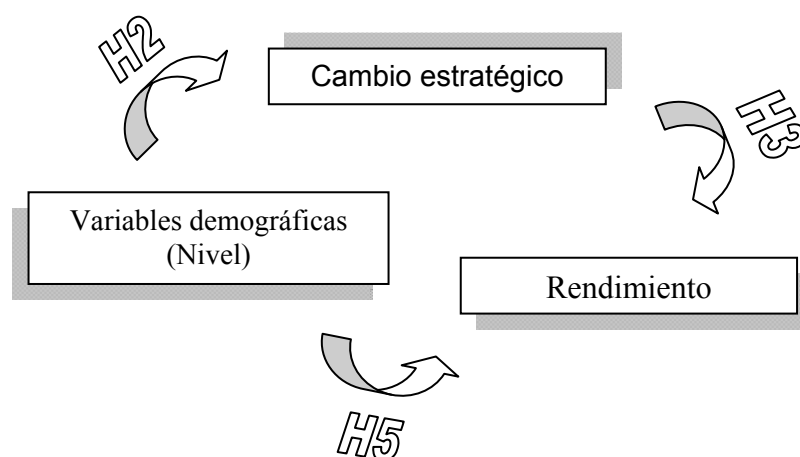 H2
Cambio estratégico
H3
Variables demográficas
(Nivel)
Rendimiento
H5